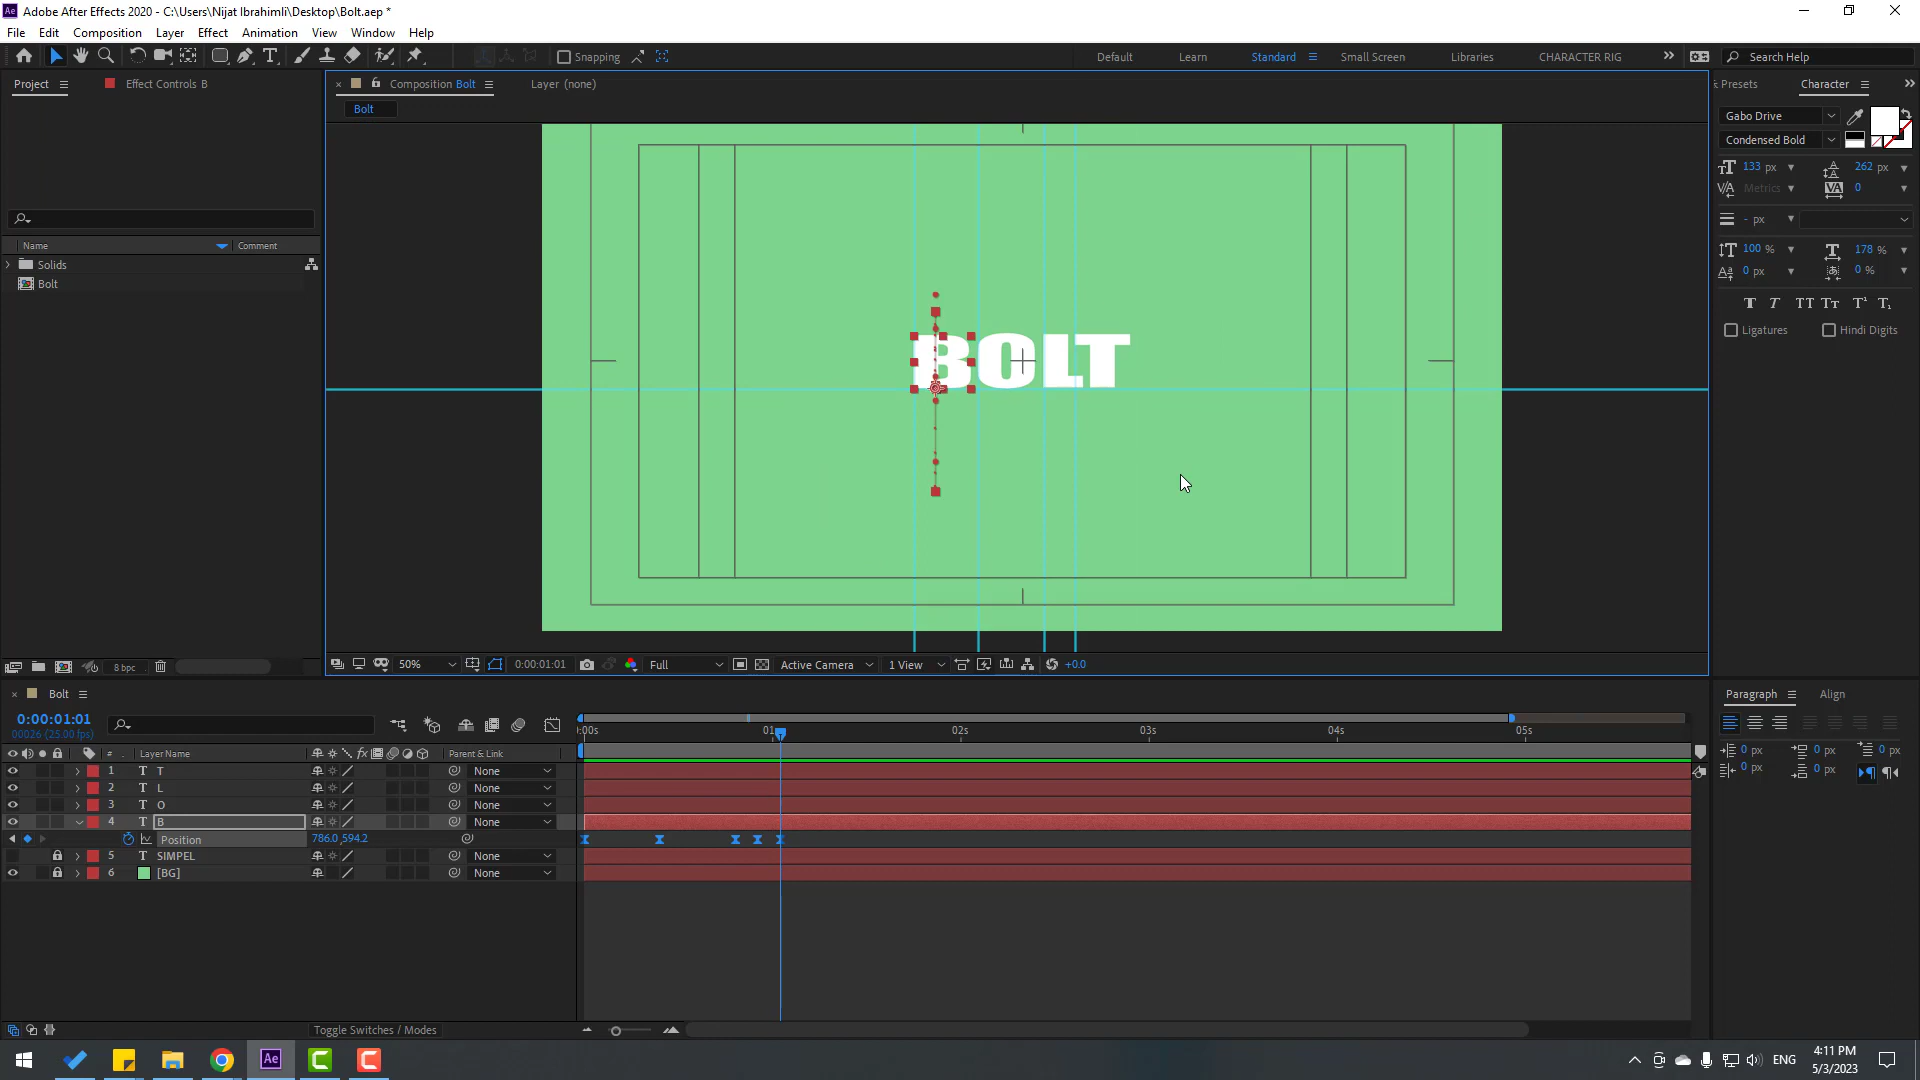 Adobe After Effects 2020 - C:\Users\Nijat Ibrahimli\Desktop\Bolt.aep *
File Edit Composition Layer Effect Animation View Window Help
Snapping
Default Learn Standard Small Screen Libraries CHARACTER RIG Search Help
Project Effect Controls B
Composition Bolt Layer (none)
Presets Character
Bolt
Gabo Drive
Condensed Bold
133 px 262 px
Metrics 0
- px
100 % 178 %
0 px 0 %
T T TT Tr T¹ T₁
Ligatures Hindi Digits
Name Comment
Solids
Bolt
BOLT
8 bpc
50% 0:00:01:01 Full Active Camera 1 View +0.0
Bolt
0:00:01:01
00026 (25.00 fps)
:00s 01 02s 03s 04s 05s
# Layer Name Parent & Link
1 T T None
2 T L None
3 T O None
4 T B None
Position 786.0,594.2
5 T SIMPEL None
6 [BG] None
Toggle Switches / Modes
Paragraph Align
0 px 0 px 0 px
0 px 0 px
ENG
4:11 PM
5/3/2023